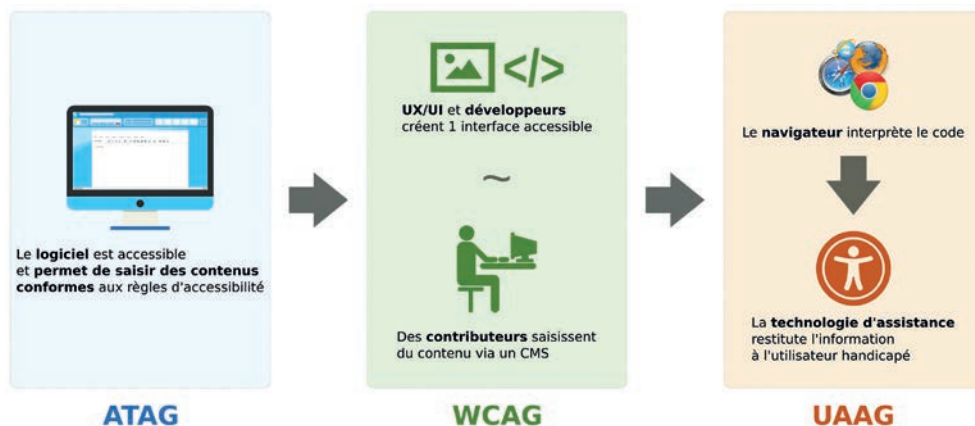 Le logiciel est accessible
et permet de saisir des contenus
conformes aux règles d'accessibilité
ATAG
</>
UX/UI et développeurs
créent 1 interface accessible
~
Des contributeurs saisissent
du contenu via un CMS
WCAG
Le navigateur interprète le code
La technologie d'assistance
restitute l'information
à l'utilisateur handicapé
UAAG